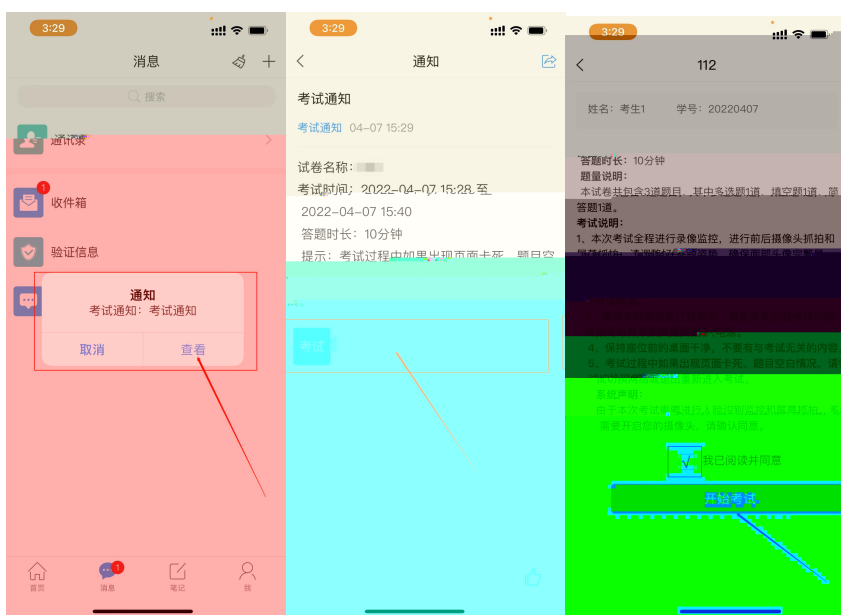 3:29
消息
搜索
通讯录
1
收件箱
验证信息
通知
考试通知：考试通知
取消
查看
首页
1
消息
笔记
我
3:29
通知
考试通知
考试通知 04-07 15:29
试卷名称：
考试时间：2022-04-07 15:28 至
2022-04-07 15:40
答题时长：10分钟
提示：考试过程中如果出现页面卡死、题目空
考试
3:29
112
姓名：考生1 学号：20220407
答题时长：10分钟
题量说明：
本试卷共包含3道题目，其中多选题1道、填空题1道、简
答题1道。
考试说明：
1、本次考试全程进行录像监控，进行前后摄像头抓拍和
4、保持座位前的桌面干净，不要有与考试无关的内容。
5、考试过程中如果出现页面卡死、题目空白情况，请
系统声明：
需要开启您的摄像头，请确认同意。
√ 我已阅读并同意
开始考试